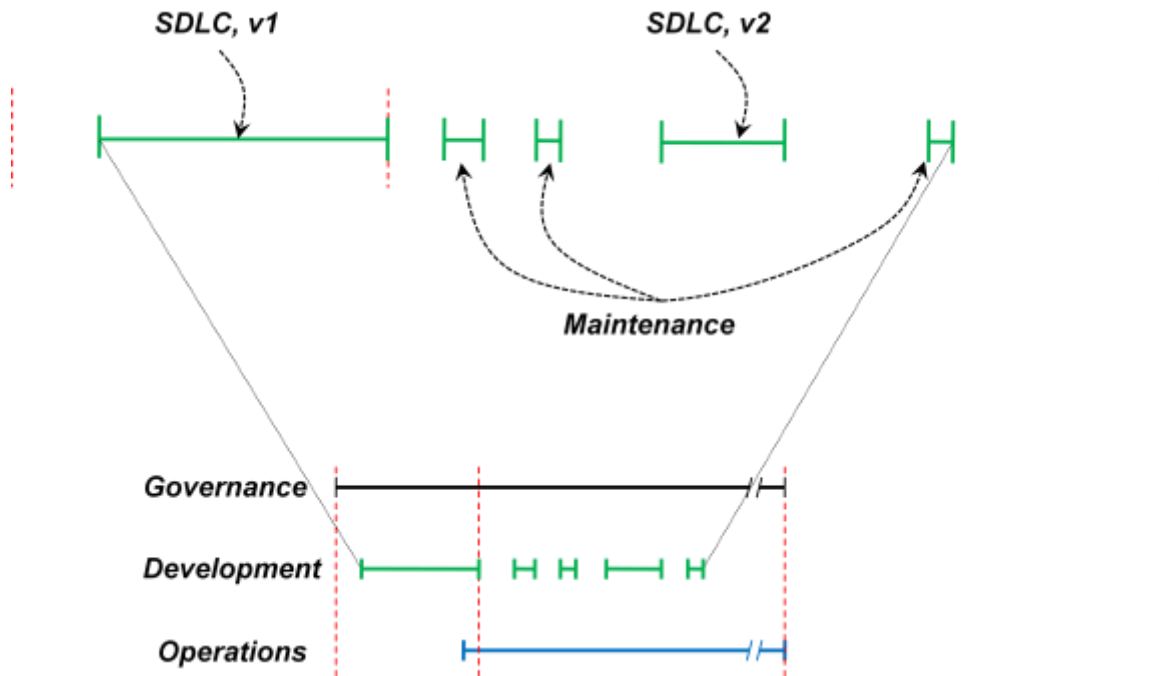 SDLC, v1
SDLC, v2
Maintenance
Governance
Development
Operations